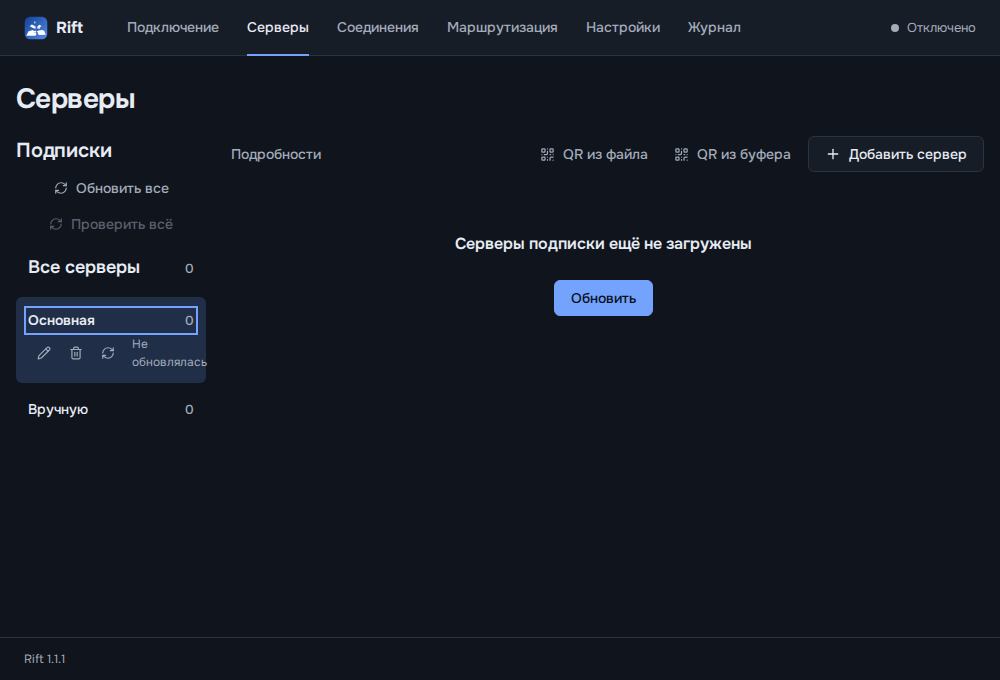 Rift
Подключение
Серверы
Соединения
Маршрутизация
Настройки
Журнал
Отключено
Серверы
Подписки
Обновить все
Проверить всё
Все серверы 0
Основная 0
Не
обновлялась
Вручную 0
Подробности
QR из файла
QR из буфера
Добавить сервер
Серверы подписки ещё не загружены
Обновить
Rift 1.1.1